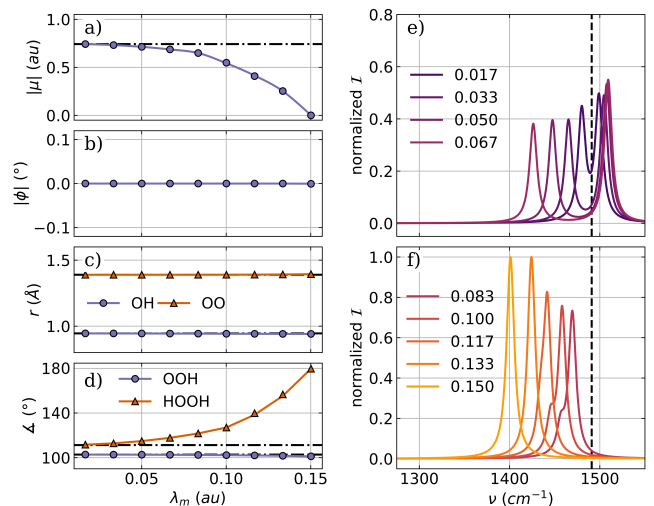 a)
|μ| (au)
1.0
0.5
0.0
b)
|ϕ| (°)
0.1
0.0
−0.1
c)
r (Å)
1.5
1.0
OH
OO
d)
∡ (°)
180
140
100
OOH
HOOH
0.05
0.10
0.15
λm (au)
e)
normalized I
0.8
0.6
0.4
0.2
0.0
0.017
0.033
0.050
0.067
f)
normalized I
1.0
0.8
0.6
0.4
0.2
0.0
0.083
0.100
0.117
0.133
0.150
1300
1400
1500
ν (cm⁻¹)